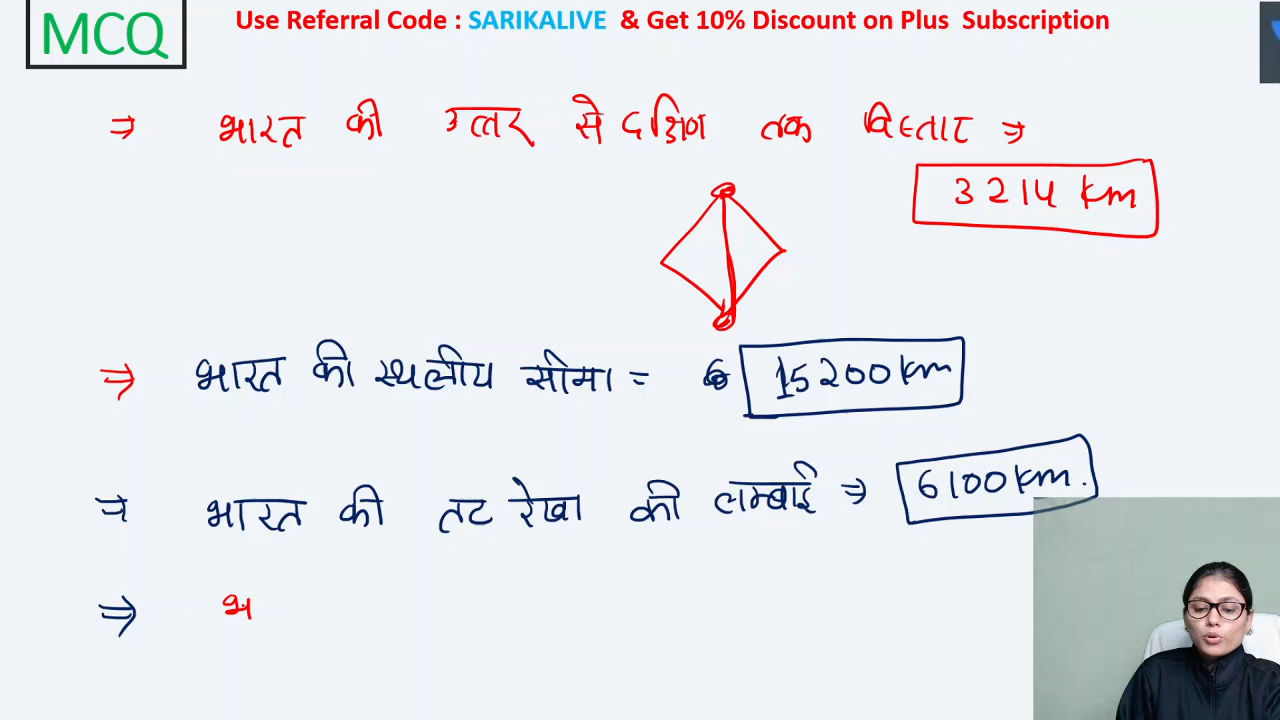 MCQ
Use Referral Code : SARIKALIVE & Get 10% Discount on Plus Subscription
⇒ भारत की उत्तर से दक्षिण तक विस्तार ⇒
3214 km
⇒ भारत की स्थलीय सीमा = 15200 km
⇒ भारत की तट रेखा की लम्बाई ⇒ 6100 km.
⇒ भा